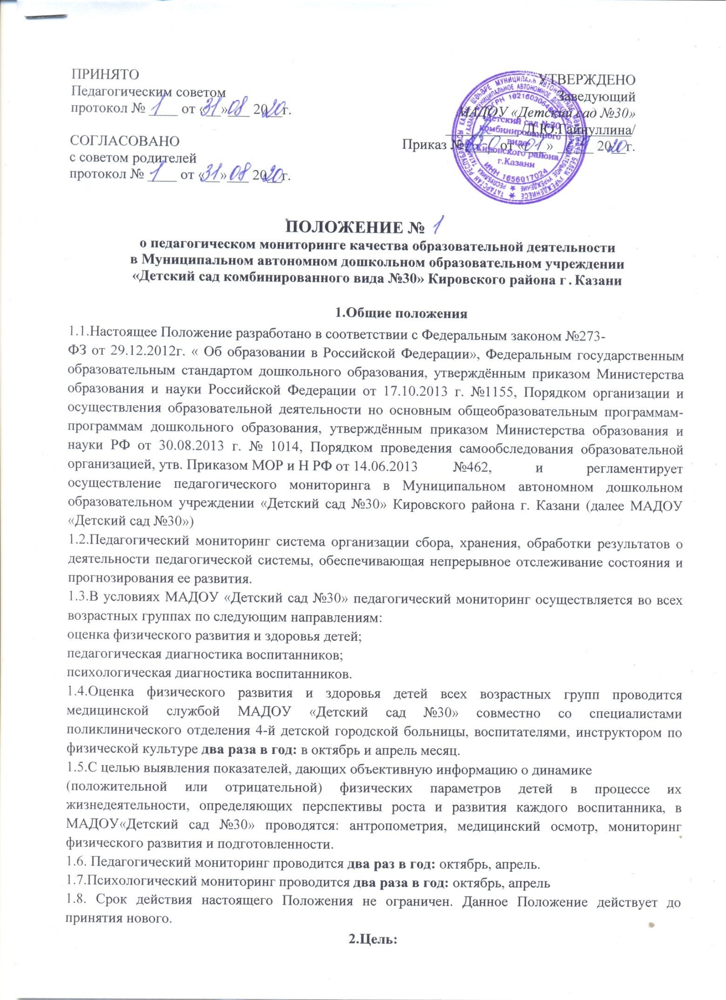 ПРИНЯТО
Педагогическим советом
протокол № 1 от «31» 08 2020г.
СОГЛАСОВАНО
с советом родителей
протокол № 1 от «31» 08 2020г.
УТВЕРЖДЕНО
Заведующий
МАДОУ «Детский сад №30»
/Л.Ю.Гайнуллина/
Приказ № от «01» 2020г.
МУНИЦИПАЛЬНОЕ АВТОНОМНОЕ ДОШКОЛЬНОЕ ОБРАЗОВАТЕЛЬНОЕ УЧРЕЖДЕНИЕ
«Детский сад №30
комбинированного
вида»
Кировского района
г.Казани
ИНН 1656017024
ПОЛОЖЕНИЕ № 1
о педагогическом мониторинге качества образовательной деятельности
в Муниципальном автономном дошкольном образовательном учреждении
«Детский сад комбинированного вида №30» Кировского района г . Казани
1.Общие положения
1.1.Настоящее Положение разработано в соответствии с Федеральным законом №273-
ФЗ от 29.12.2012г. « Об образовании в Российской Федерации», Федеральным государственным
образовательным стандартом дошкольного образования, утверждённым приказом Министерства
образования и науки Российской Федерации от 17.10.2013 г. №1155, Порядком организации и
осуществления образовательной деятельности но основным общеобразовательным программам-
программам дошкольного образования, утверждённым приказом Министерства образования и
науки РФ от 30.08.2013 г. № 1014, Порядком проведения самообследования образовательной
организацией, утв. Приказом МОР и Н РФ от 14.06.2013 №462, и регламентирует
осуществление педагогического мониторинга в Муниципальном автономном дошкольном
образовательном учреждении «Детский сад №30» Кировского района г. Казани (далее МАДОУ
«Детский сад №30»)
1.2.Педагогический мониторинг система организации сбора, хранения, обработки результатов о
деятельности педагогической системы, обеспечивающая непрерывное отслеживание состояния и
прогнозирования ее развития.
1.3.В условиях МАДОУ «Детский сад №30» педагогический мониторинг осуществляется во всех
возрастных группах по следующим направлениям:
оценка физического развития и здоровья детей;
педагогическая диагностика воспитанников;
психологическая диагностика воспитанников.
1.4.Оценка физического развития и здоровья детей всех возрастных групп проводится
медицинской службой МАДОУ «Детский сад №30» совместно со специалистами
поликлинического отделения 4-й детской городской больницы, воспитателями, инструктором по
физической культуре два раза в год: в октябрь и апрель месяц.
1.5.С целью выявления показателей, дающих объективную информацию о динамике
(положительной или отрицательной) физических параметров детей в процессе их
жизнедеятельности, определяющих перспективы роста и развития каждого воспитанника, в
МАДОУ«Детский сад №30» проводятся: антропометрия, медицинский осмотр, мониторинг
физического развития и подготовленности.
1.6. Педагогический мониторинг проводится два раз в год: октябрь, апрель.
1.7.Психологический мониторинг проводится два раза в год: октябрь, апрель
1.8. Срок действия настоящего Положения не ограничен. Данное Положение действует до
принятия нового.
2.Цель: